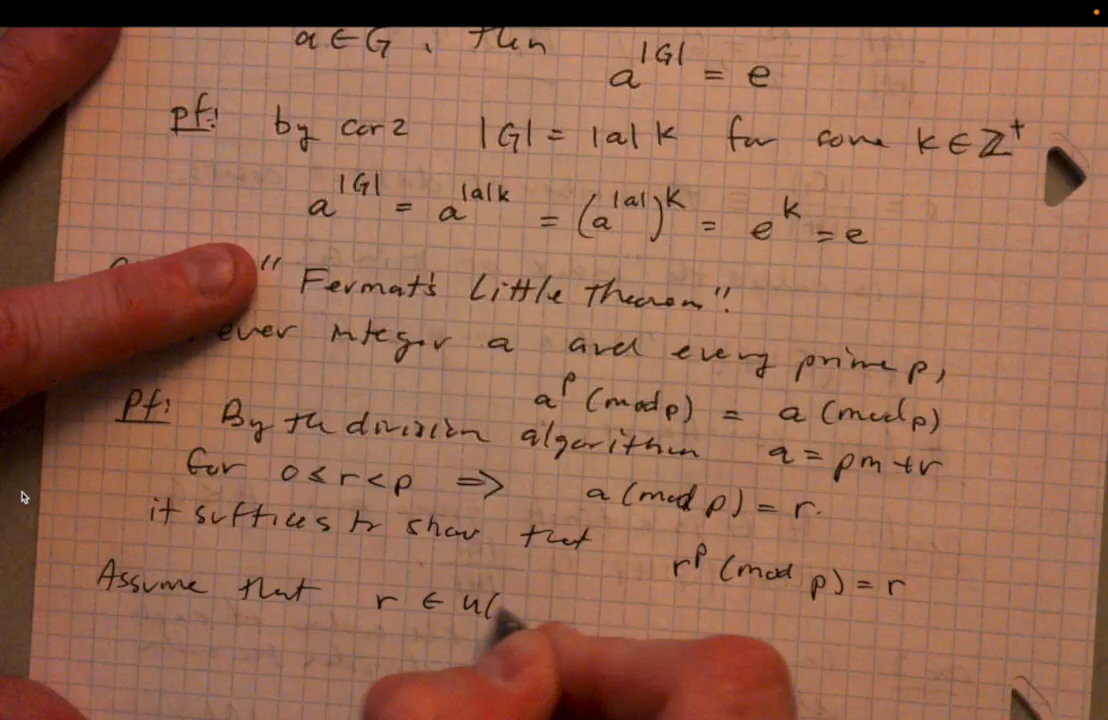 a ∈ G, then
a^|G| = e
pf: by cor 2 |G| = |a| k for some k ∈ ℤ⁺
a^|G| = a^|a|k = (a^|a|)^k = e^k = e
"Fermat's Little Theorem".
ever integer a and every prime p,
a^p (mod p) = a (mod p)
Pf: By the division algorithm a = pm + r
for 0 ≤ r < p ⇒ a (mod p) = r.
it suffices to show that
r^p (mod p) = r
Assume that r ∈ U(